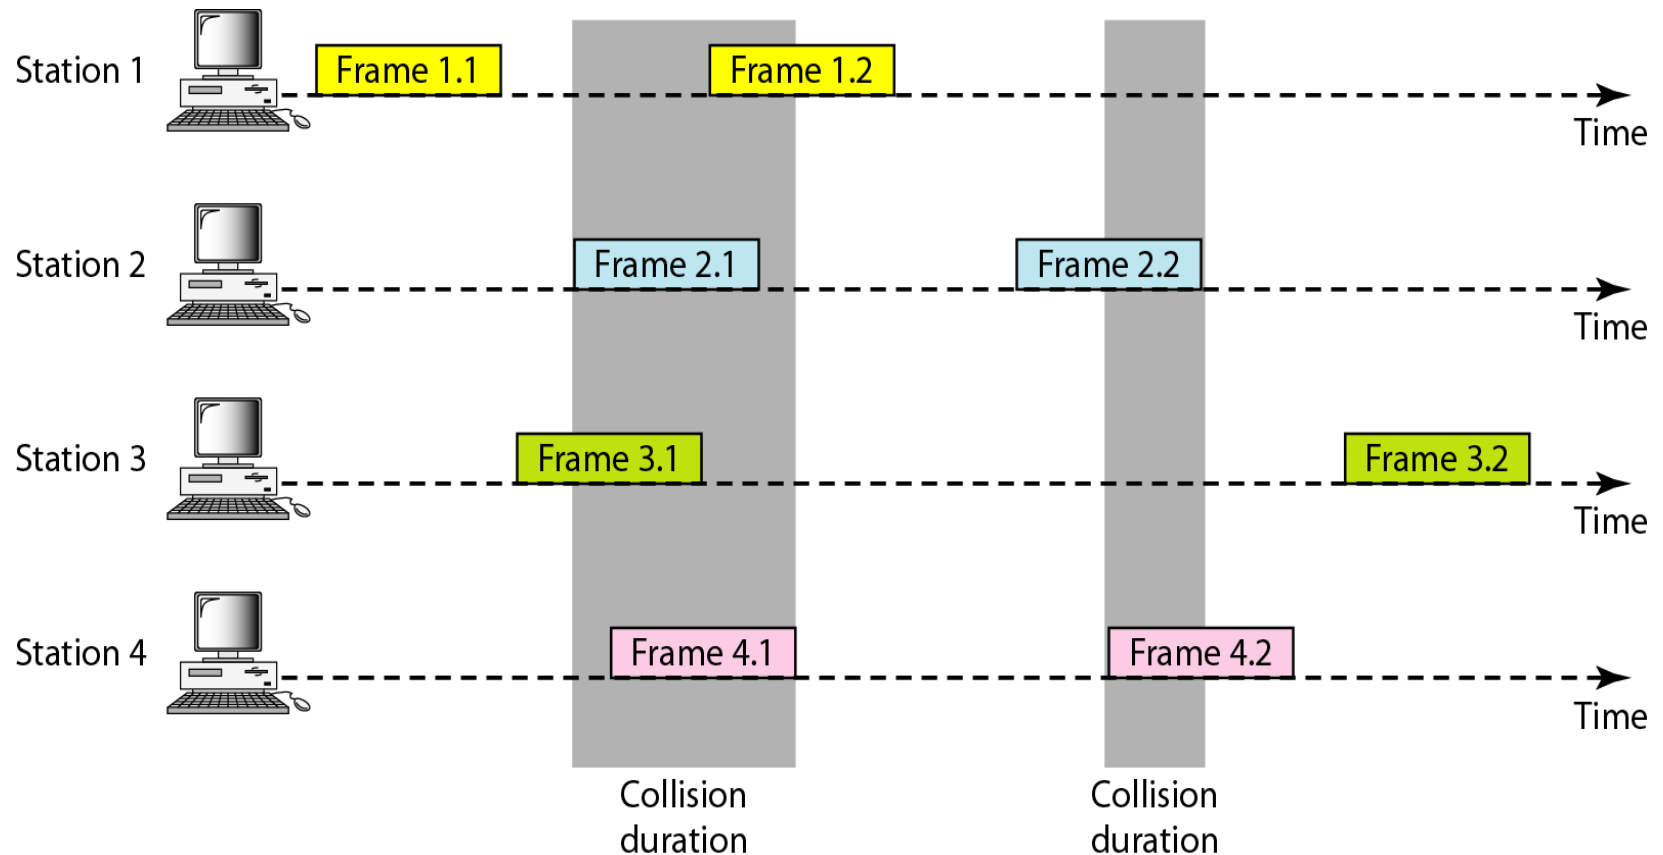 Station 1
Frame 1.1
Frame 1.2
Time
Station 2
Frame 2.1
Frame 2.2
Time
Station 3
Frame 3.1
Frame 3.2
Time
Station 4
Frame 4.1
Frame 4.2
Time
Collision
duration
Collision
duration